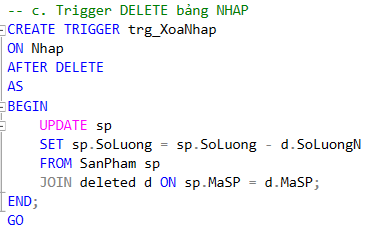 -- c. Trigger DELETE bảng NHAP
CREATE TRIGGER trg_XoaNhap
ON Nhap
AFTER DELETE
AS
BEGIN
    UPDATE sp
    SET sp.SoLuong = sp.SoLuong - d.SoLuongN
    FROM SanPham sp
    JOIN deleted d ON sp.MaSP = d.MaSP;
END;
GO